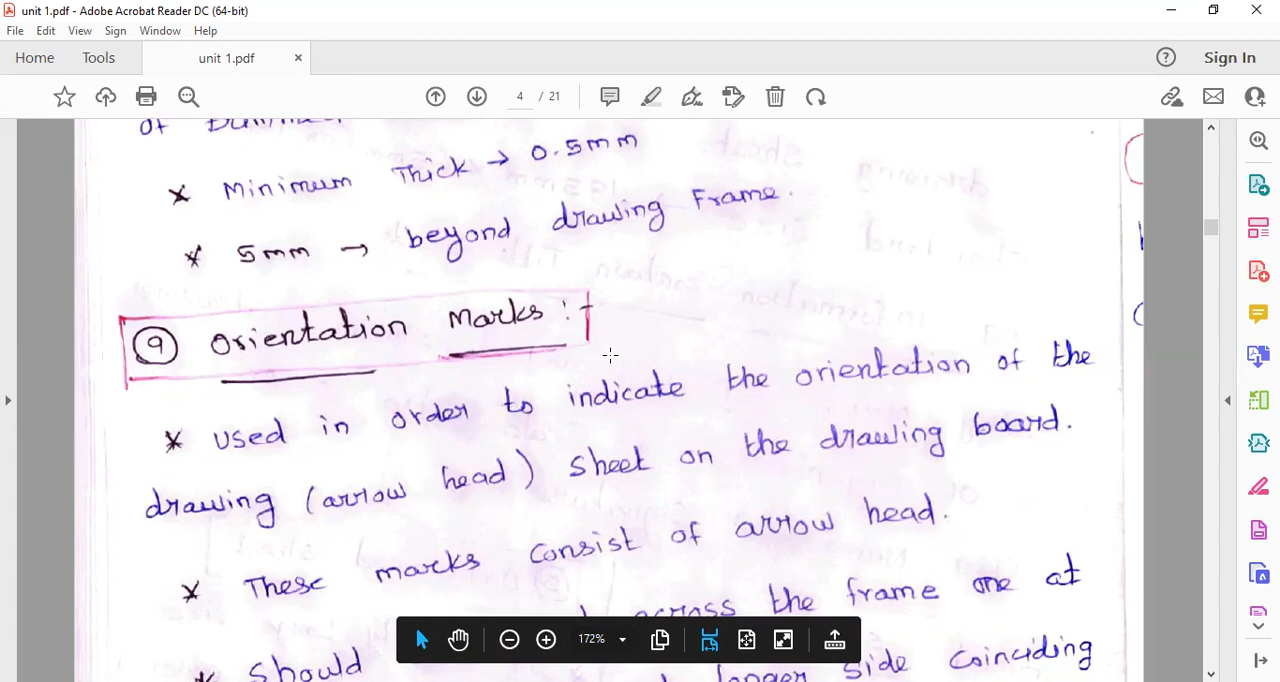 unit 1.pdf - Adobe Acrobat Reader DC (64-bit)
File Edit View Sign Window Help
Home Tools unit 1.pdf × ? Sign In
4 / 21
of
* Minimum Thick → 0.5mm
* 5mm → beyond drawing Frame.
⑨ Orientation Marks :-
* used in order to indicate the orientation of the
drawing (arrow head) sheet on the drawing board.
* These marks consist of arrow head.
* should across the frame one at
longer side coinciding
172%